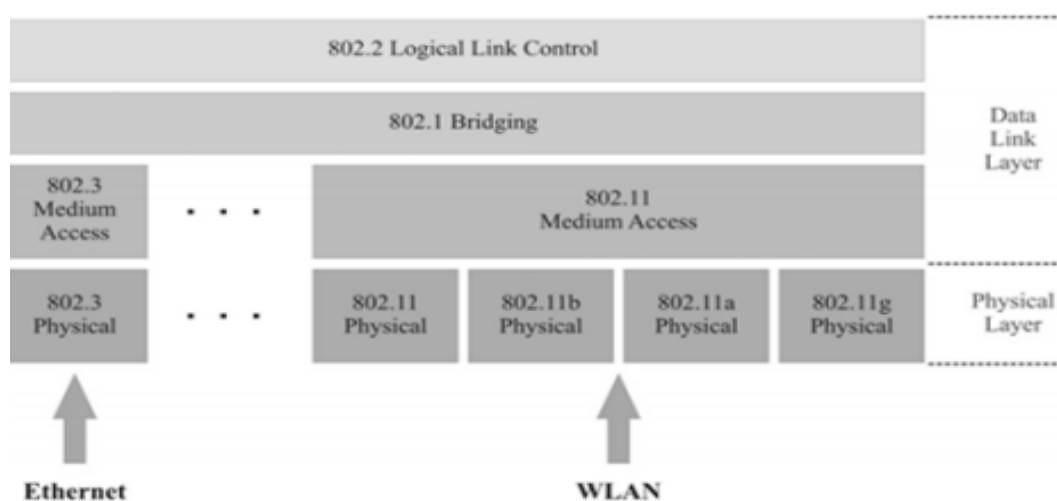 802.2 Logical Link Control
802.1 Bridging
Data
Link
Layer
802.3
Medium
Access
. . .
802.11
Medium Access
802.3
Physical
. . .
802.11
Physical
802.11b
Physical
802.11a
Physical
802.11g
Physical
Physical
Layer
Ethernet
WLAN